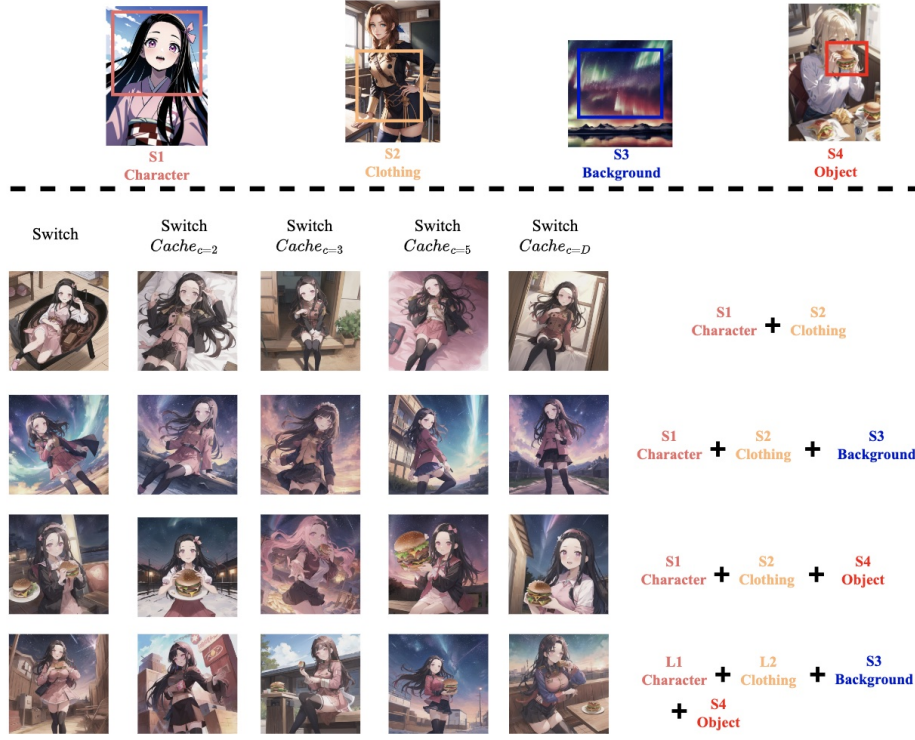 S1
Character
S2
Clothing
S3
Background
S4
Object
Switch
Switch
Cache_{c=2}
Switch
Cache_{c=3}
Switch
Cache_{c=5}
Switch
Cache_{c=D}
S1 Character + S2 Clothing
S1 Character + S2 Clothing + S3 Background
S1 Character + S2 Clothing + S4 Object
L1 Character + L2 Clothing + S3 Background
+ S4 Object